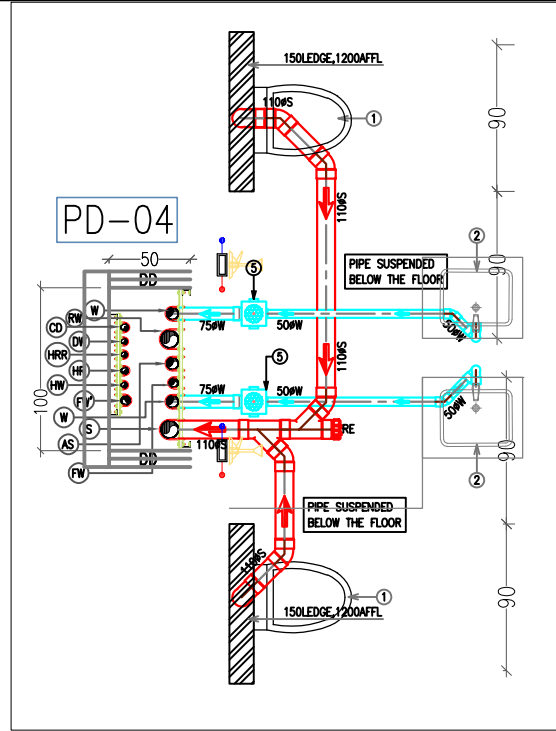 150LEDGE,1200AFFL
110øS
1
90
110øS
PD-04
2
50
5
PIPE SUSPENDED
BELOW THE FLOOR
90
DD
W
RW
CD
DW
HRR
HF
HW
FW'
W
S
AS
FW
100
75øW
50øW
50øW
110øS
5
75øW
50øW
50øW
RE
110øS
DD
90
2
PIPE SUSPENDED
BELOW THE FLOOR
110øS
1
90
150LEDGE,1200AFFL